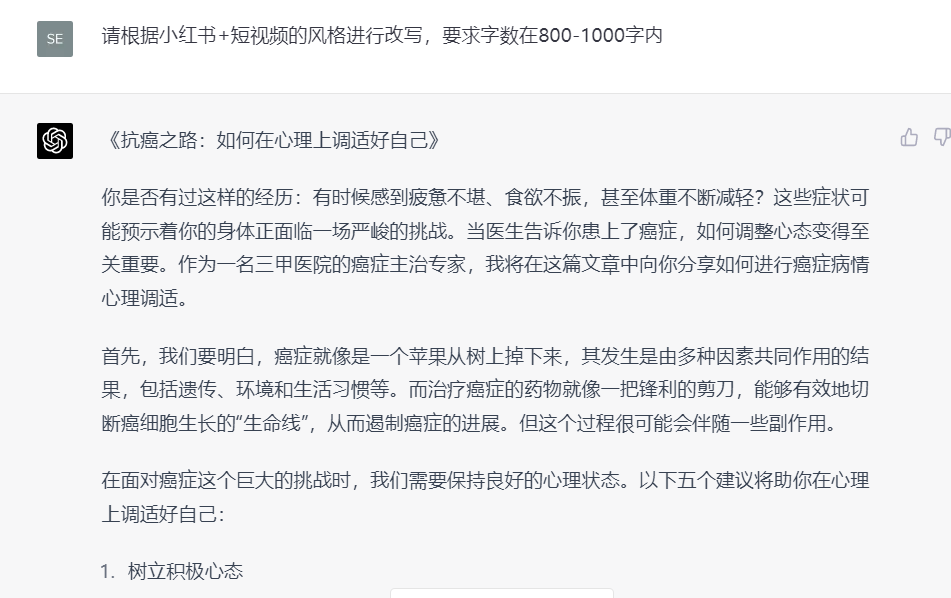 SE
请根据小红书+短视频的风格进行改写，要求字数在800-1000字内
《抗癌之路：如何在心理上调适好自己》
你是否有过这样的经历：有时候感到疲惫不堪、食欲不振，甚至体重不断减轻？这些症状可
能预示着你的身体正面临一场严峻的挑战。当医生告诉你患上了癌症，如何调整心态变得至
关重要。作为一名三甲医院的癌症主治专家，我将在这篇文章中向你分享如何进行癌症病情
心理调适。
首先，我们要明白，癌症就像是一个苹果从树上掉下来，其发生是由多种因素共同作用的结
果，包括遗传、环境和生活习惯等。而治疗癌症的药物就像一把锋利的剪刀，能够有效地切
断癌细胞生长的“生命线”，从而遏制癌症的进展。但这个过程很可能会伴随一些副作用。
在面对癌症这个巨大的挑战时，我们需要保持良好的心理状态。以下五个建议将助你在心理
上调适好自己：
1. 树立积极心态